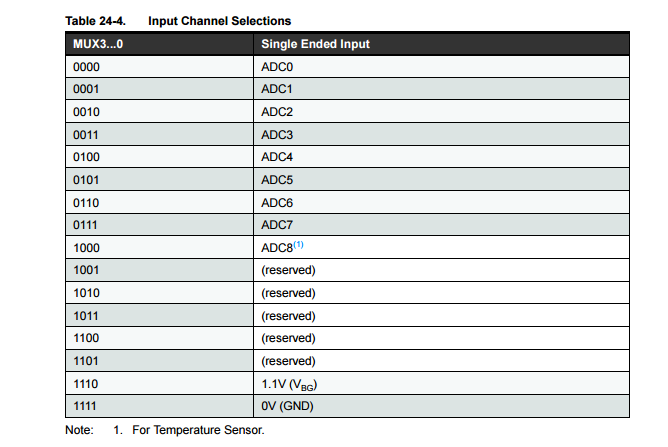 Table 24-4. Input Channel Selections
MUX3...0 Single Ended Input
0000 ADC0
0001 ADC1
0010 ADC2
0011 ADC3
0100 ADC4
0101 ADC5
0110 ADC6
0111 ADC7
1000 ADC8(1)
1001 (reserved)
1010 (reserved)
1011 (reserved)
1100 (reserved)
1101 (reserved)
1110 1.1V (VBG)
1111 0V (GND)
Note: 1. For Temperature Sensor.